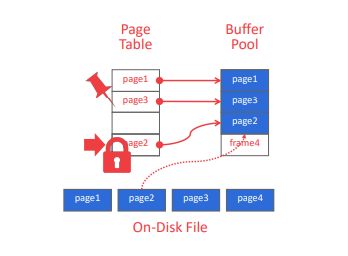 Page
Table
Buffer
Pool
page1
page3
page2
page1
page3
page2
frame4
page1
page2
page3
page4
On-Disk File